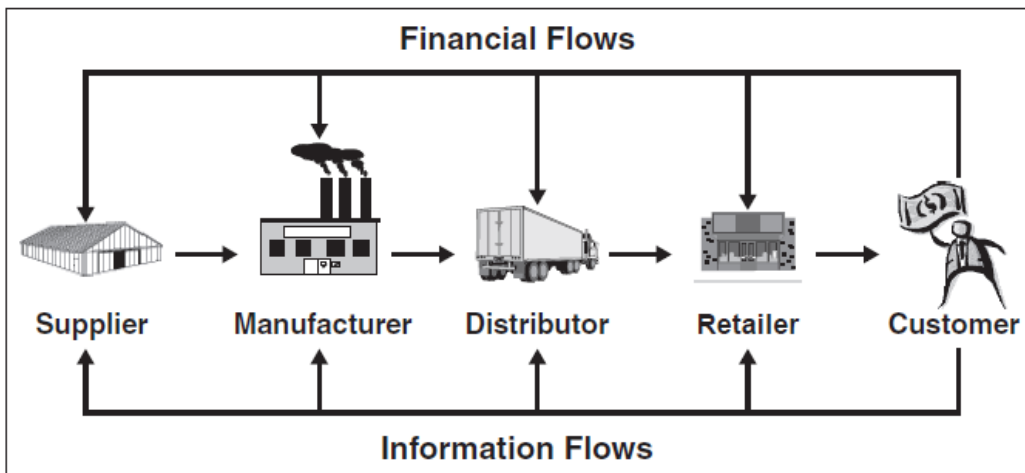 Financial Flows
Supplier
Manufacturer
Distributor
Retailer
Customer
Information Flows